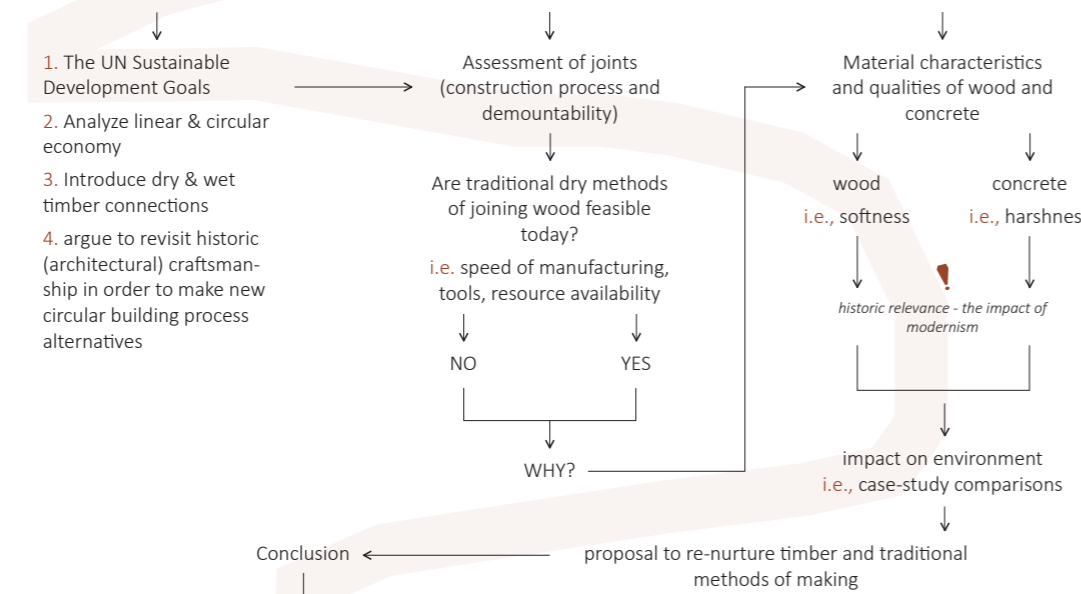 1. The UN Sustainable
Development Goals
2. Analyze linear & circular
economy
3. Introduce dry & wet
timber connections
4. argue to revisit historic
(architectural) craftsman-
ship in order to make new
circular building process
alternatives
Assessment of joints
(construction process and
demountability)
Are traditional dry methods
of joining wood feasible
today?
i.e. speed of manufacturing,
tools, resource availability
NO
YES
WHY?
Material characteristics
and qualities of wood and
concrete
wood
i.e., softness
concrete
i.e., harshnes
!
historic relevance - the impact of
modernism
impact on environment
i.e., case-study comparisons
proposal to re-nurture timber and traditional
methods of making
Conclusion